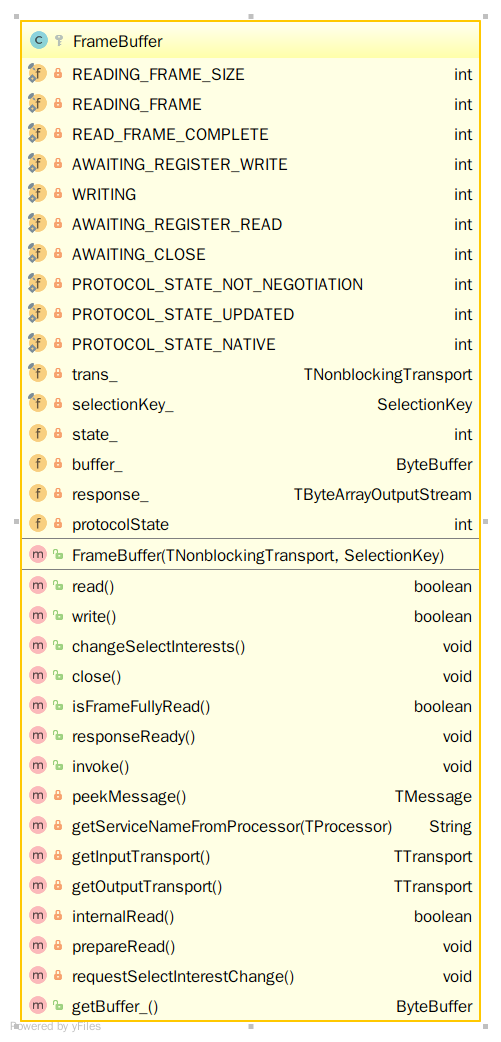 FrameBuffer
READING_FRAME_SIZE int
READING_FRAME int
READ_FRAME_COMPLETE int
AWAITING_REGISTER_WRITE int
WRITING int
AWAITING_REGISTER_READ int
AWAITING_CLOSE int
PROTOCOL_STATE_NOT_NEGOTIATION int
PROTOCOL_STATE_UPDATED int
PROTOCOL_STATE_NATIVE int
trans_ TNonblockingTransport
selectionKey_ SelectionKey
state_ int
buffer_ ByteBuffer
response_ TByteArrayOutputStream
protocolState int
FrameBuffer(TNonblockingTransport, SelectionKey)
read() boolean
write() boolean
changeSelectInterests() void
close() void
isFrameFullyRead() boolean
responseReady() void
invoke() void
peekMessage() TMessage
getServiceNameFromProcessor(TProcessor) String
getInputTransport() TTransport
getOutputTransport() TTransport
internalRead() boolean
prepareRead() void
requestSelectInterestChange() void
getBuffer_() ByteBuffer
Powered by yFiles